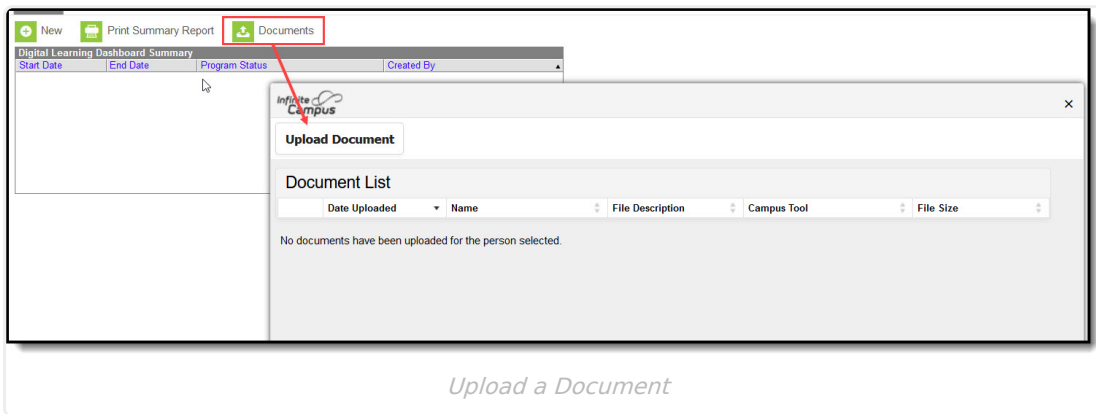 New Print Summary Report Documents
Digital Learning Dashboard Summary
Start Date End Date Program Status Created By
Infinite
Campus
×
Upload Document
Document List
Date Uploaded Name File Description Campus Tool File Size
No documents have been uploaded for the person selected.
Upload a Document